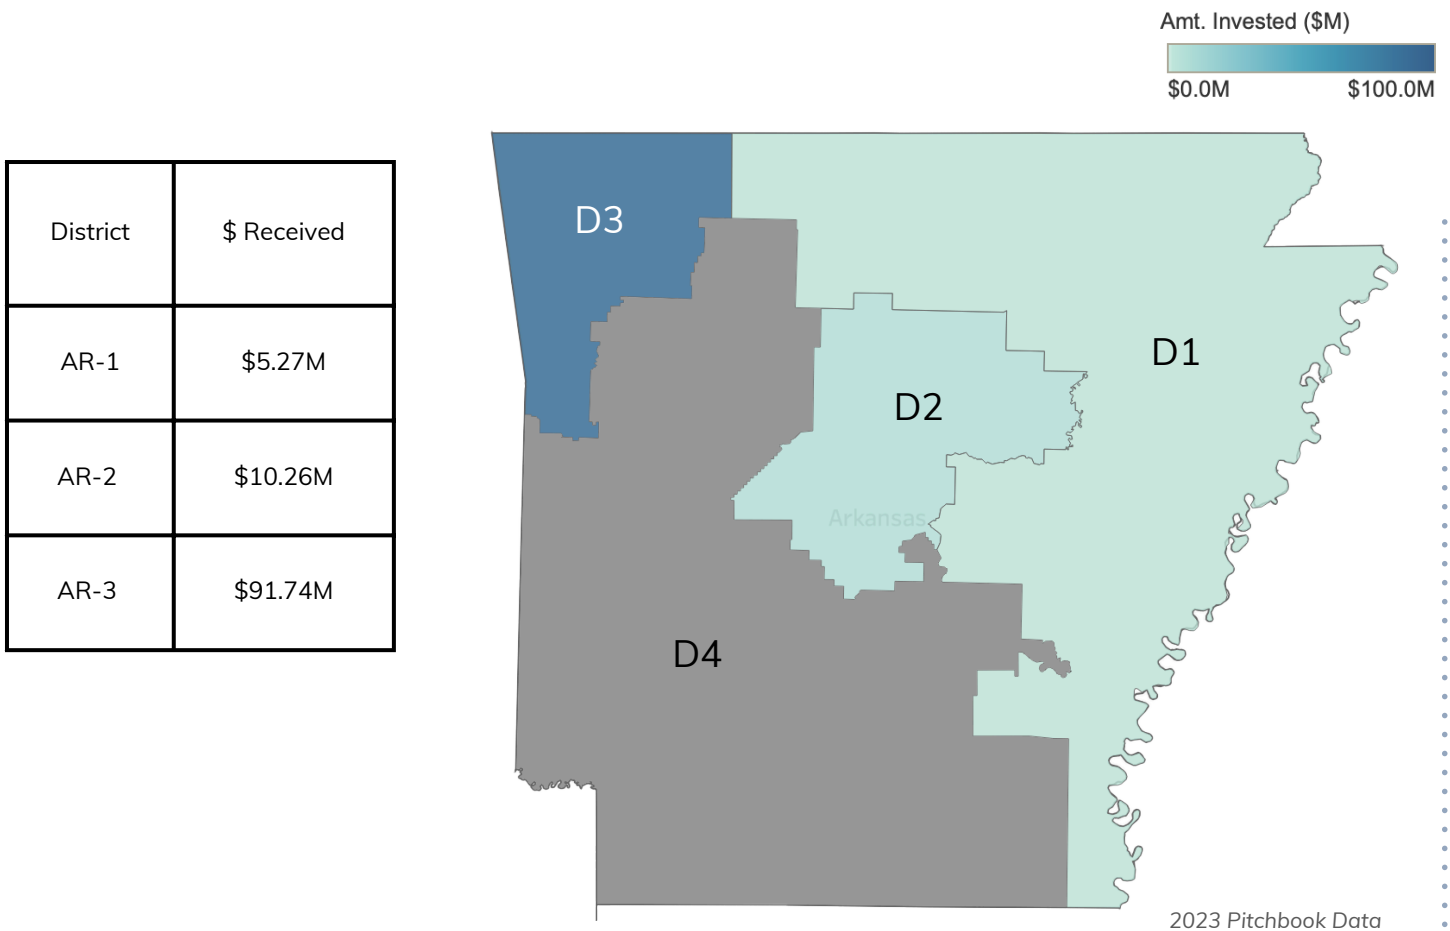 Amt. Invested ($M)
$0.0M $100.0M
District $ Received
AR-1 $5.27M
AR-2 $10.26M
AR-3 $91.74M
D3
D1
D2
Arkansas
D4
2023 Pitchbook Data